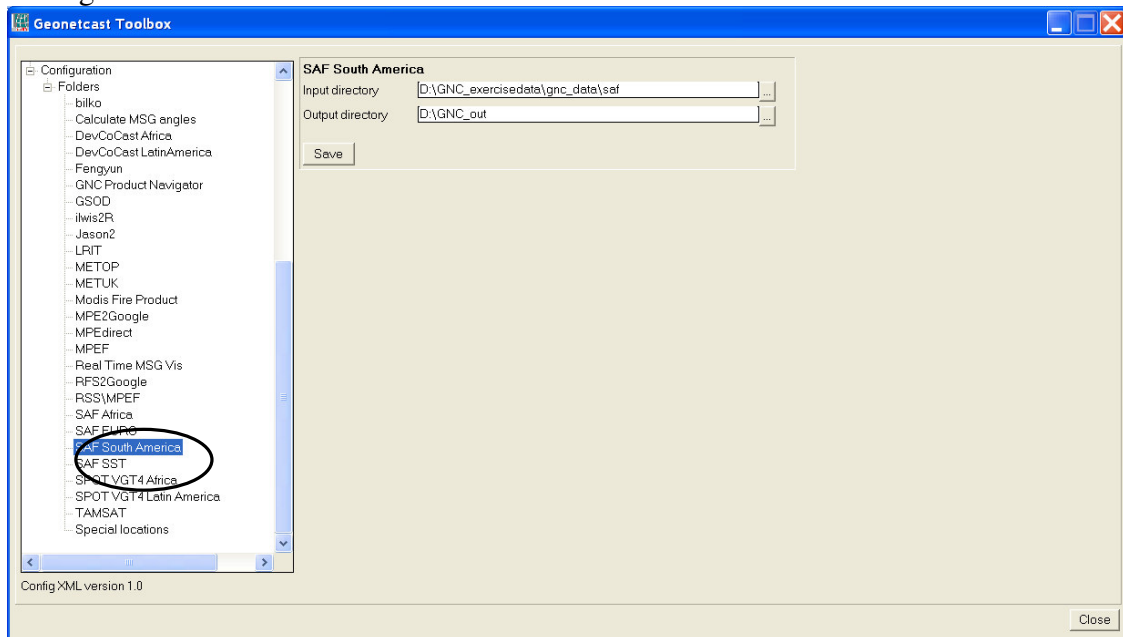 Geonetcast Toolbox
Configuration
Folders
bilko
Calculate MSG angles
DevCoCast Africa
DevCoCast LatinAmerica
Fengyun
GNC Product Navigator
GSOD
ilwis2R
Jason2
LRIT
METOP
METUK
Modis Fire Product
MPE2Google
MPEdirect
MPEF
Real Time MSG Vis
RFS2Google
RSS\MPEF
SAF Africa
SAF EURO
SAF South America
SAF SST
SPOT VGT4 Africa
SPOT VGT4 Latin America
TAMSAT
Special locations
Config XML version 1.0
SAF South America
Input directory D:\GNC_exercisedata\gnc_data\saf ...
Output directory D:\GNC_out ...
Save
Close